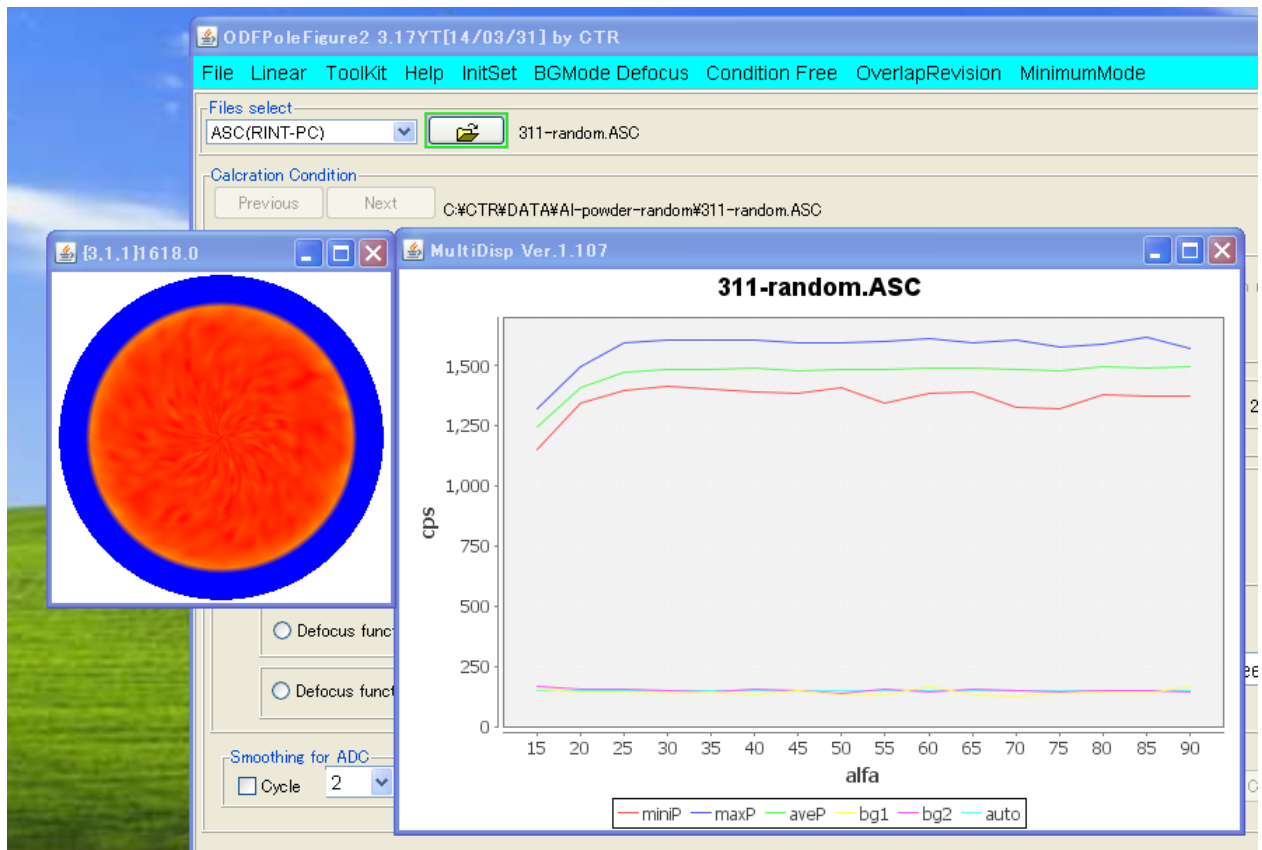 ODFPoleFigure2 3.17YT[14/03/31] by CTR
File Linear ToolKit Help InitSet BGMode Defocus Condition Free OverlapRevision MinimumMode
Files select
ASC(RINT-PC) 311-random.ASC
Calcration Condition
Previous Next C:¥CTR¥DATA¥Al-powder-random¥311-random.ASC
{3,1,1}1618.0
MultiDisp Ver.1.107
311-random.ASC
1,500
1,250
1,000
750
500
250
0
cps
15 20 25 30 35 40 45 50 55 60 65 70 75 80 85 90
alfa
miniP maxP aveP bg1 bg2 auto
Defocus func
Defocus funct
Smoothing for ADC
Cycle 2